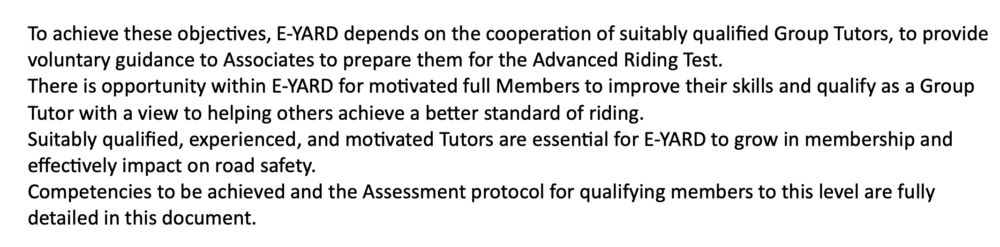 To achieve these objectives, E-YARD depends on the cooperation of suitably qualified Group Tutors, to provide
voluntary guidance to Associates to prepare them for the Advanced Riding Test.
There is opportunity within E-YARD for motivated full Members to improve their skills and qualify as a Group
Tutor with a view to helping others achieve a better standard of riding.
Suitably qualified, experienced, and motivated Tutors are essential for E-YARD to grow in membership and
effectively impact on road safety.
Competencies to be achieved and the Assessment protocol for qualifying members to this level are fully
detailed in this document.